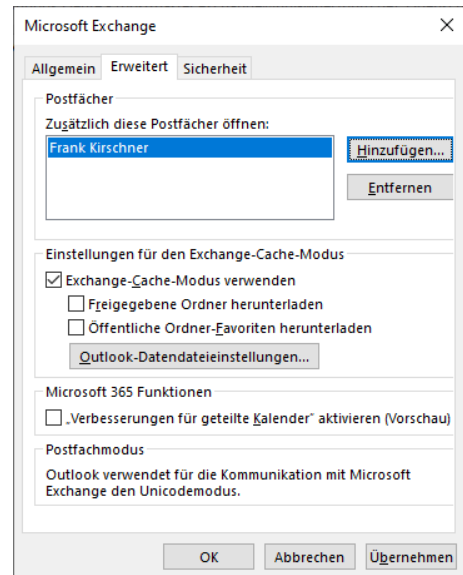 Microsoft Exchange
Allgemein Erweitert Sicherheit
Postfächer
Zusätzlich diese Postfächer öffnen:
Frank Kirschner
Hinzufügen...
Entfernen
Einstellungen für den Exchange-Cache-Modus
Exchange-Cache-Modus verwenden
Freigegebene Ordner herunterladen
Öffentliche Ordner-Favoriten herunterladen
Outlook-Datendateieinstellungen...
Microsoft 365 Funktionen
„Verbesserungen für geteilte Kalender" aktivieren (Vorschau)
Postfachmodus
Outlook verwendet für die Kommunikation mit Microsoft
Exchange den Unicodemodus.
OK Abbrechen Übernehmen